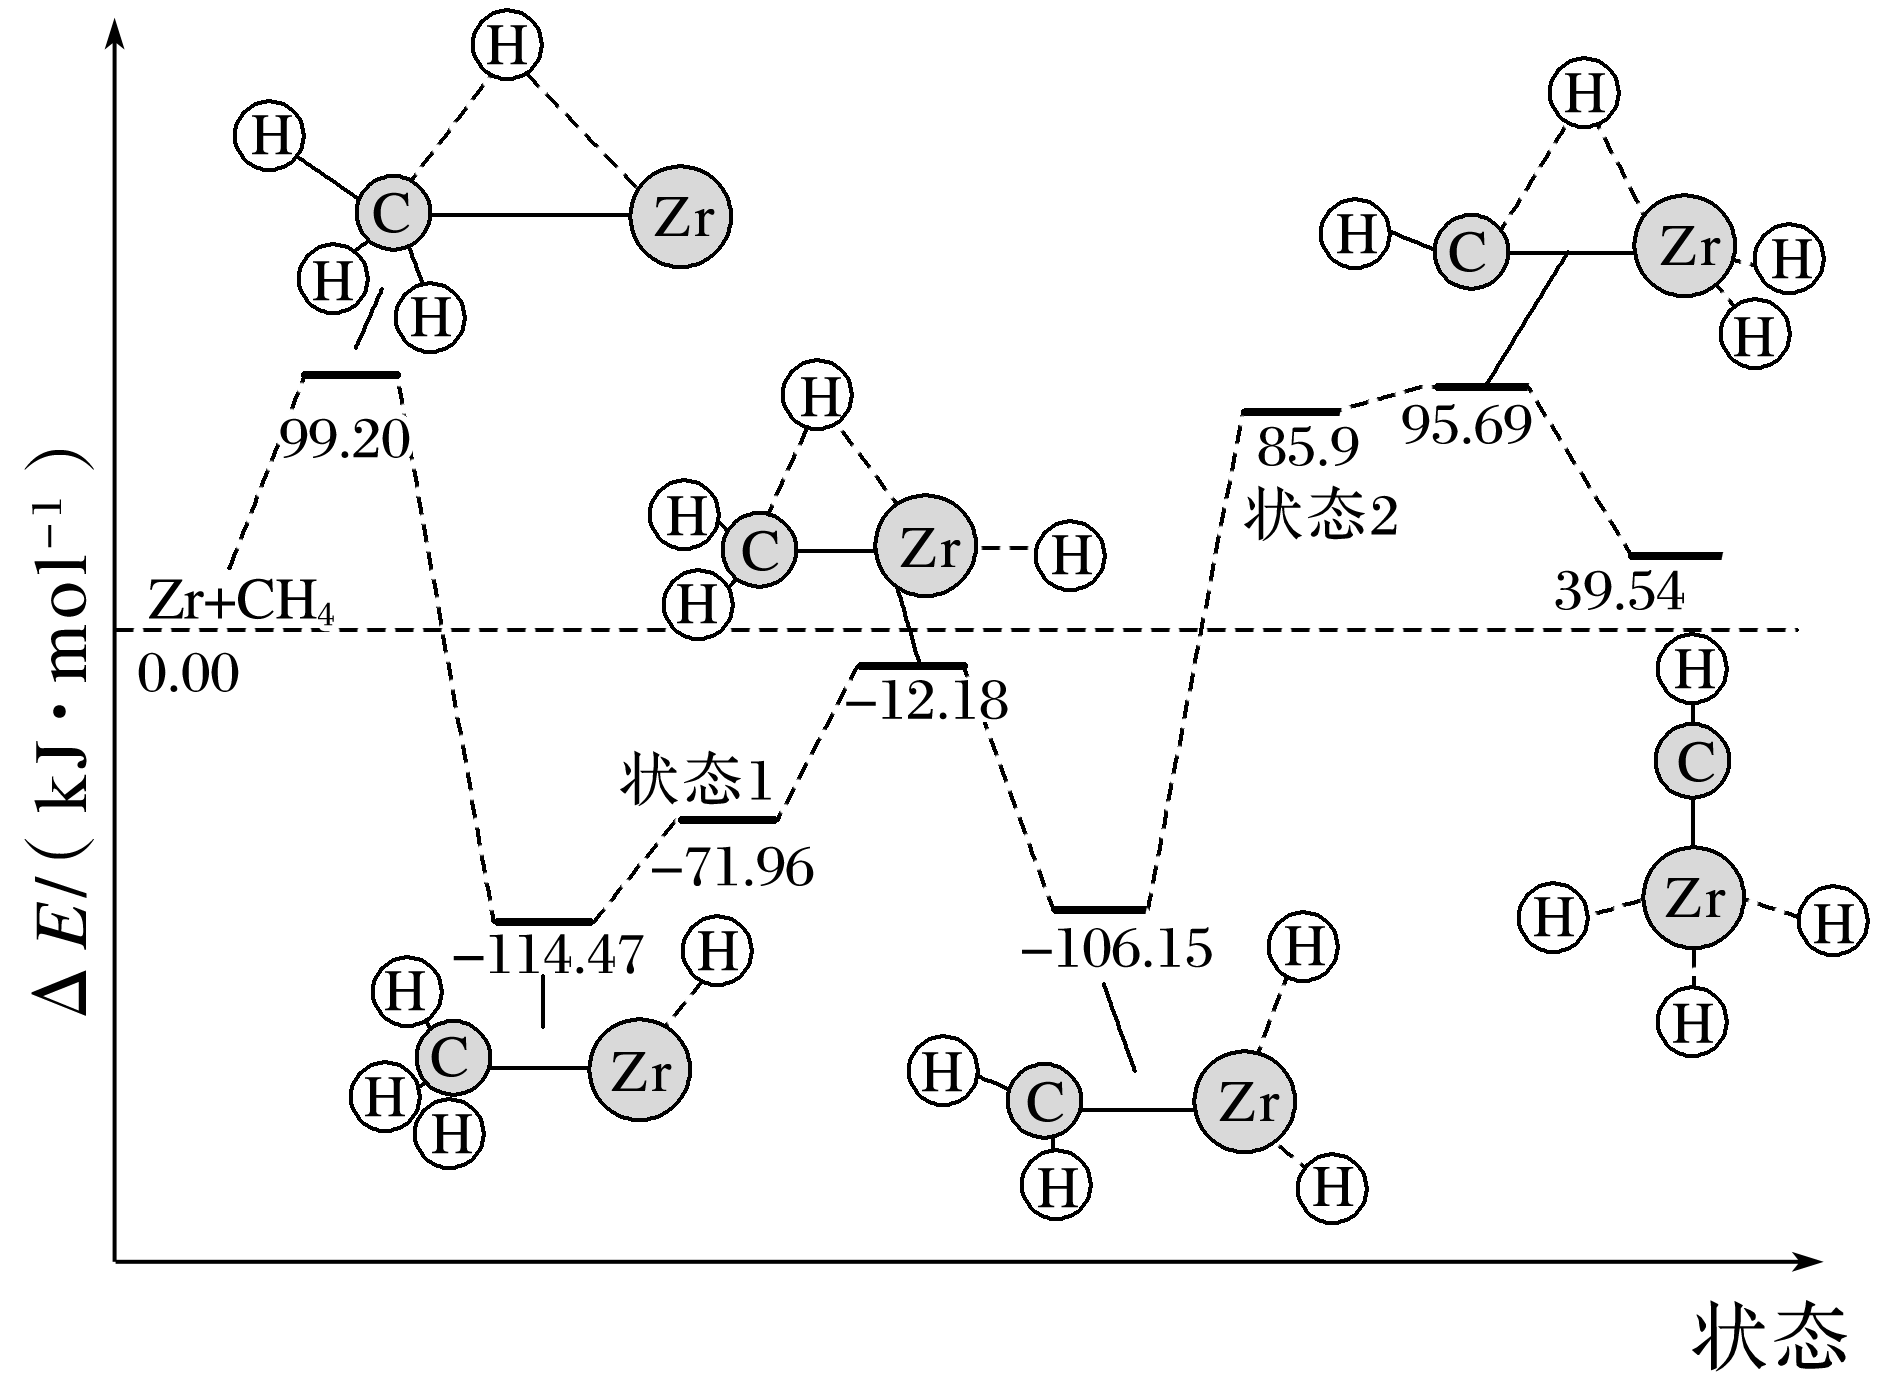 ΔE/(kJ·mol⁻¹)
H
H
C
Zr
H
H
99.20
Zr+CH₄
0.00
H
H
C
Zr
H
H
−12.18
状态1
−71.96
−114.47
H
H
C
Zr
H
H
−106.15
H
H
C
Zr
H
H
85.9
状态2
H
H
C
Zr
H
H
95.69
39.54
H
C
H
Zr
H
H
状态